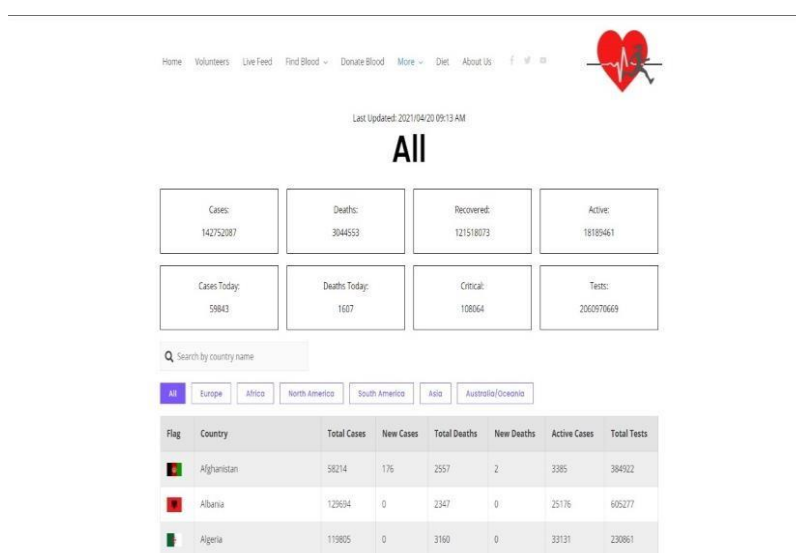 Home Volunteers Live Feed Find Blood Donate Blood More Diet About Us
Last Updated: 2021/04/20 09:13 AM
All
Cases: Deaths: Recovered: Active:
142752087 3044553 121518073 18189461
Cases Today: Deaths Today: Critical: Tests:
59843 1607 108064 2060970669
Search by country name
All Europe Africa North America South America Asia Australia/Oceania
Flag Country Total Cases New Cases Total Deaths New Deaths Active Cases Total Tests
Afghanistan 58214 176 2557 2 3385 384922
Albania 129694 0 2347 0 25176 605277
Algeria 119805 0 3160 0 33131 230861